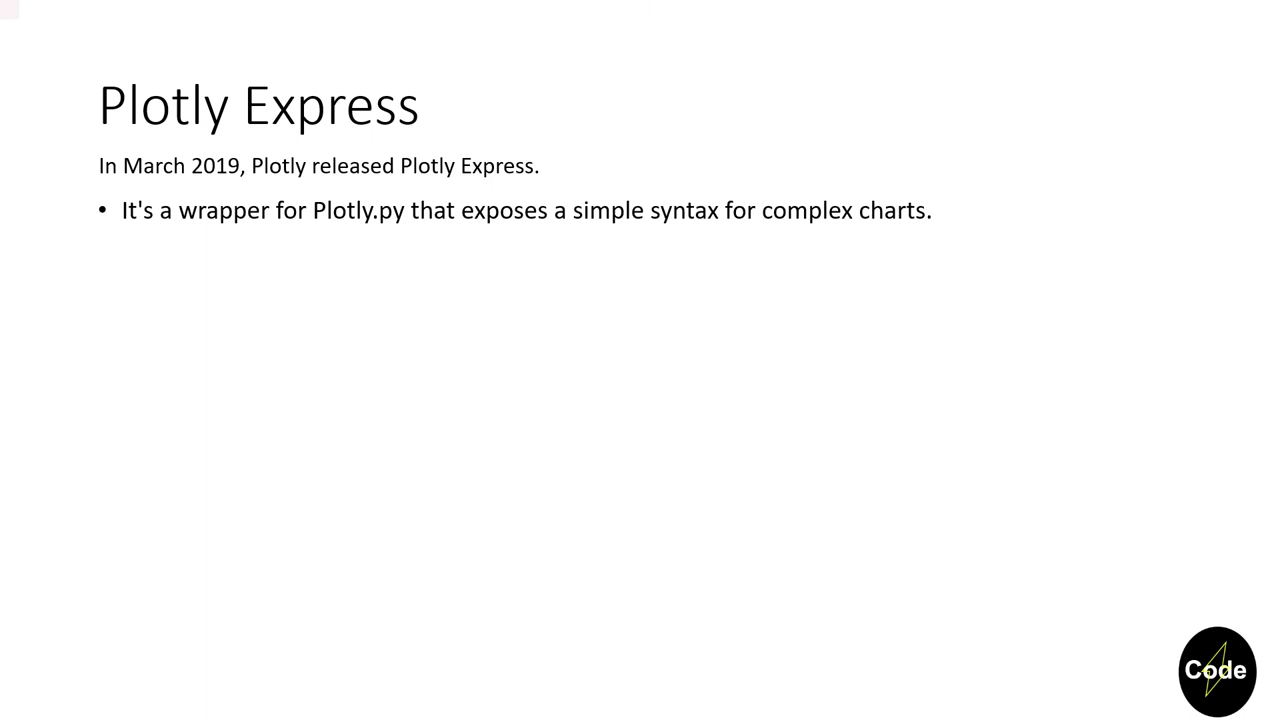 Plotly Express
In March 2019, Plotly released Plotly Express.
• It's a wrapper for Plotly.py that exposes a simple syntax for complex charts.
Code